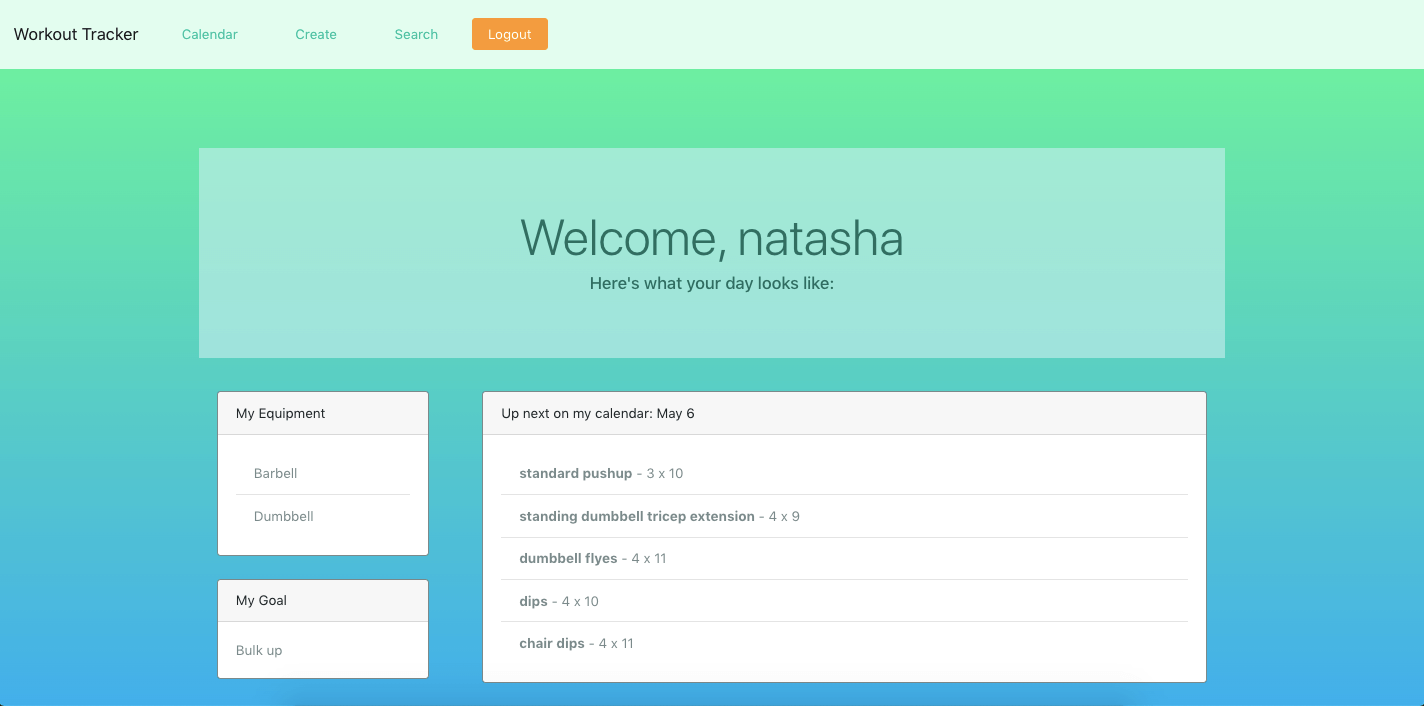 Workout Tracker Calendar Create Search Logout
Welcome, natasha
Here's what your day looks like:
My Equipment
Barbell
Dumbbell
My Goal
Bulk up
Up next on my calendar: May 6
standard pushup - 3 x 10
standing dumbbell tricep extension - 4 x 9
dumbbell flyes - 4 x 11
dips - 4 x 10
chair dips - 4 x 11